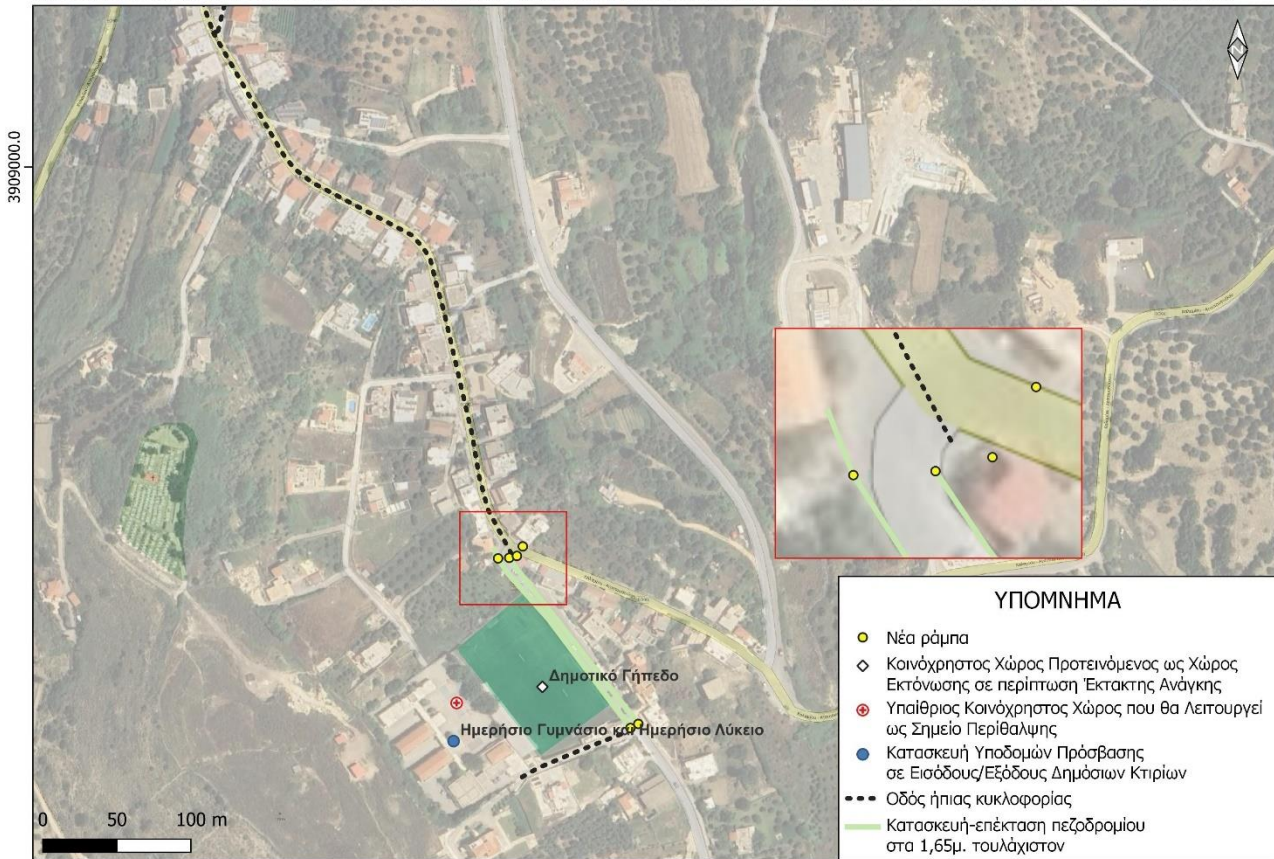 3909000.0
N
Δημοτικό Γήπεδο
Ημερήσιο Γυμνάσιο και Ημερήσιο Λύκειο
0 50 100 m
ΥΠΟΜΝΗΜΑ
Νέα ράμπα
Κοινόχρηστος Χώρος Προτεινόμενος ως Χώρος
Εκτόνωσης σε περίπτωση Έκτακτης Ανάγκης
Υπαίθριος Κοινόχρηστος Χώρος που θα Λειτουργεί
ως Σημείο Περίθαλψης
Κατασκευή Υποδομών Πρόσβασης
σε Εισόδους/Εξόδους Δημόσιων Κτιρίων
Οδός ήπιας κυκλοφορίας
Κατασκευή-επέκταση πεζοδρομίου
στα 1,65μ. τουλάχιστον